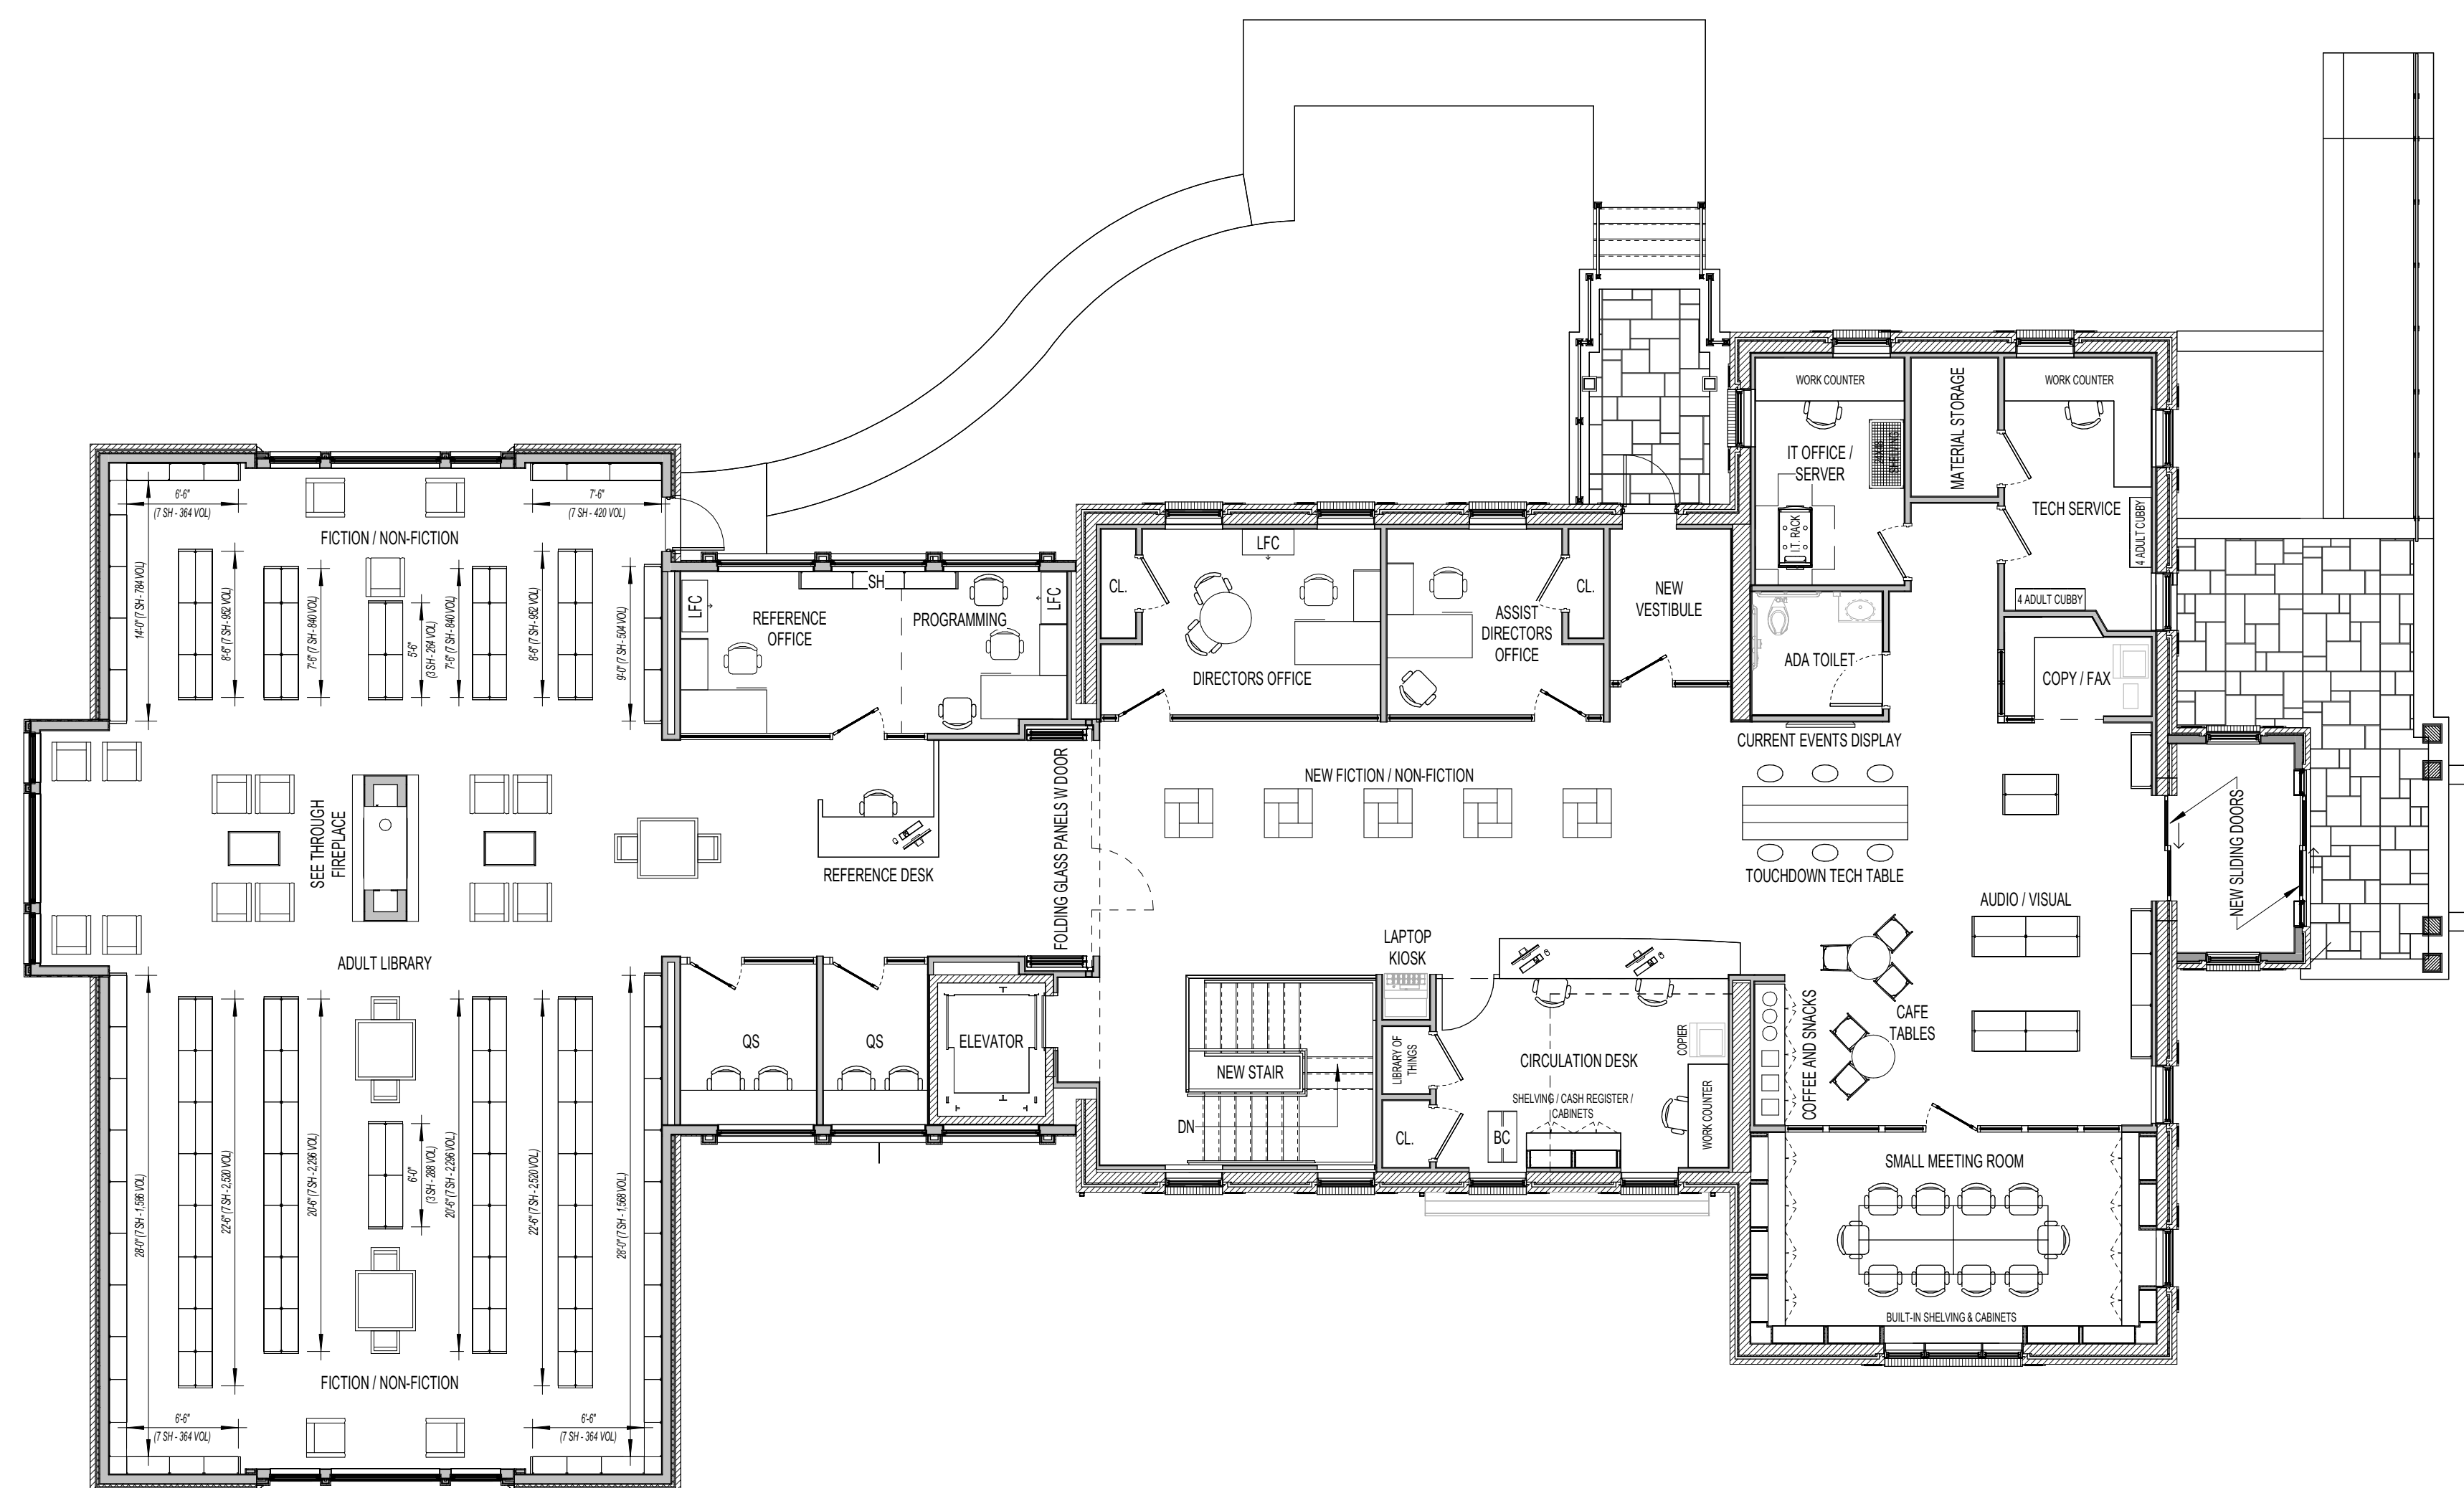 WORK COUNTER
MATERIAL STORAGE
WORK COUNTER
IT OFFICE /
SERVER
24X48
SHELVING
I.T. RACK
TECH SERVICE
4 ADULT CUBBY
4 ADULT CUBBY
6'-6"
(7 SH - 364 VOL)
7'-6"
(7 SH - 420 VOL)
FICTION / NON-FICTION
14'-0" (7 SH - 784 VOL)
8'-6" (7 SH - 952 VOL)
7'-6" (7 SH - 840 VOL)
5'-6"
(3 SH - 264 VOL)
7'-6" (7 SH - 840 VOL)
8'-6" (7 SH - 952 VOL)
9'-0" (7 SH - 504 VOL)
LFC
SH
REFERENCE
OFFICE
PROGRAMMING
LFC
CL.
LFC
DIRECTORS OFFICE
ASSIST
DIRECTORS
OFFICE
CL.
NEW
VESTIBULE
ADA TOILET
COPY / FAX
CURRENT EVENTS DISPLAY
NEW FICTION / NON-FICTION
FOLDING GLASS PANELS W DOOR
SEE THROUGH
FIREPLACE
REFERENCE DESK
TOUCHDOWN TECH TABLE
NEW SLIDING DOORS
AUDIO / VISUAL
ADULT LIBRARY
LAPTOP
KIOSK
QS
QS
ELEVATOR
NEW STAIR
DN
LIBRARY OF
THINGS
CL.
CIRCULATION DESK
COPIER
SHELVING / CASH REGISTER /
CABINETS
BC
WORK COUNTER
COFFEE AND SNACKS
CAFE
TABLES
SMALL MEETING ROOM
BUILT-IN SHELVING & CABINETS
28'-0" (7 SH - 1,586 VOL)
22'-6" (7 SH - 2,520 VOL)
20'-6" (7 SH - 2,296 VOL)
6'-0"
(3 SH - 288 VOL)
20'-6" (7 SH - 2,296 VOL)
22'-6" (7 SH - 2,520 VOL)
28'-0" (7 SH - 1,568 VOL)
FICTION / NON-FICTION
6'-6"
(7 SH - 364 VOL)
6'-6"
(7 SH - 364 VOL)